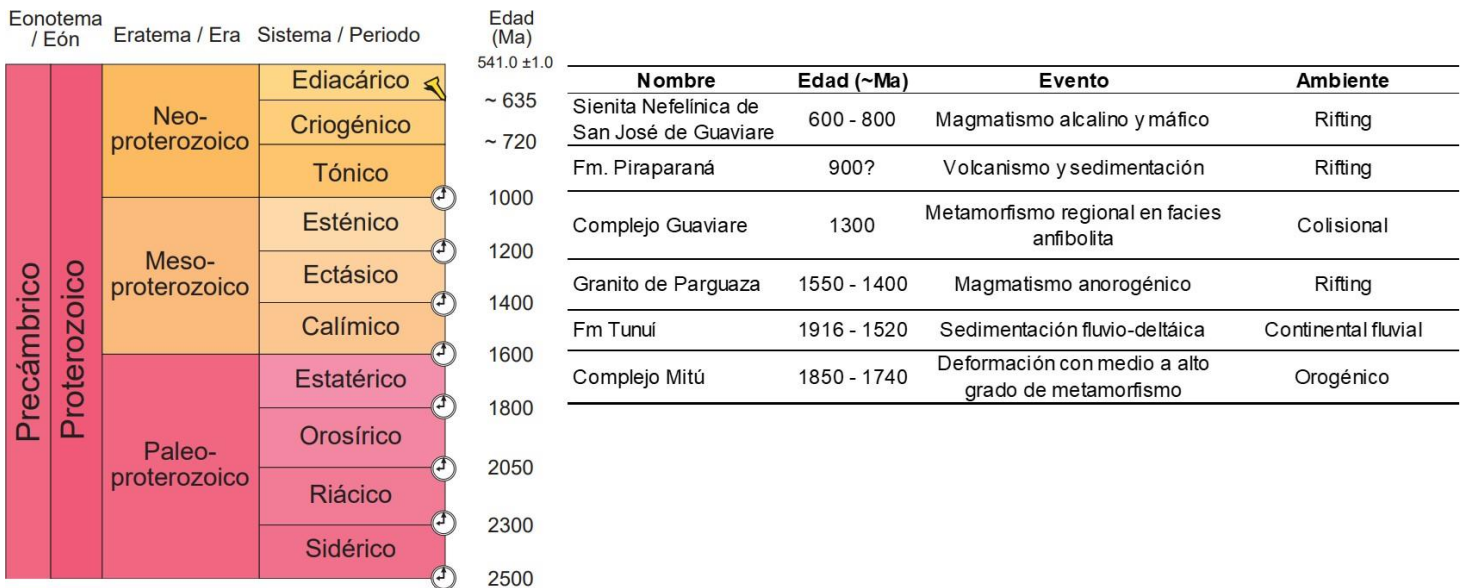 Eonotema
/ Eón
Eratema / Era
Sistema / Periodo
Edad
(Ma)
541.0 ±1.0
Precámbrico
Proterozoico
Neo-
proterozoico
Ediacárico
~ 635
Criogénico
~ 720
Tónico
1000
Meso-
proterozoico
Esténico
1200
Ectásico
1400
Calímico
1600
Paleo-
proterozoico
Estatérico
1800
Orosírico
2050
Riácico
2300
Sidérico
2500
Nombre Edad (~Ma) Evento Ambiente
Sienita Nefelínica de
San José de Guaviare
600 - 800 Magmatismo alcalino y máfico Rifting
Fm. Piraparaná 900? Volcanismo y sedimentación Rifting
Complejo Guaviare 1300 Metamorfismo regional en facies
anfibolita
Colisional
Granito de Parguaza 1550 - 1400 Magmatismo anorogénico Rifting
Fm Tunuí 1916 - 1520 Sedimentación fluvio-deltáica Continental fluvial
Complejo Mitú 1850 - 1740 Deformación con medio a alto
grado de metamorfismo
Orogénico